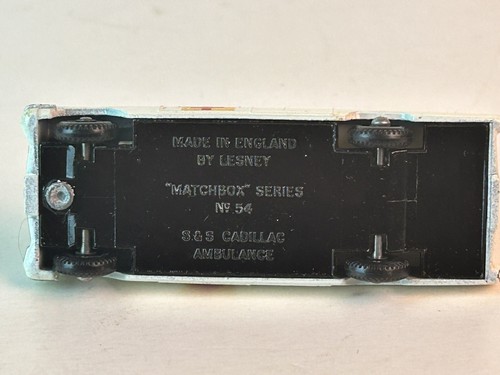 MADE IN ENGLAND
BY LESNEY
"MATCHBOX" SERIES
Nº 54
S & S CADILLAC
AMBULANCE